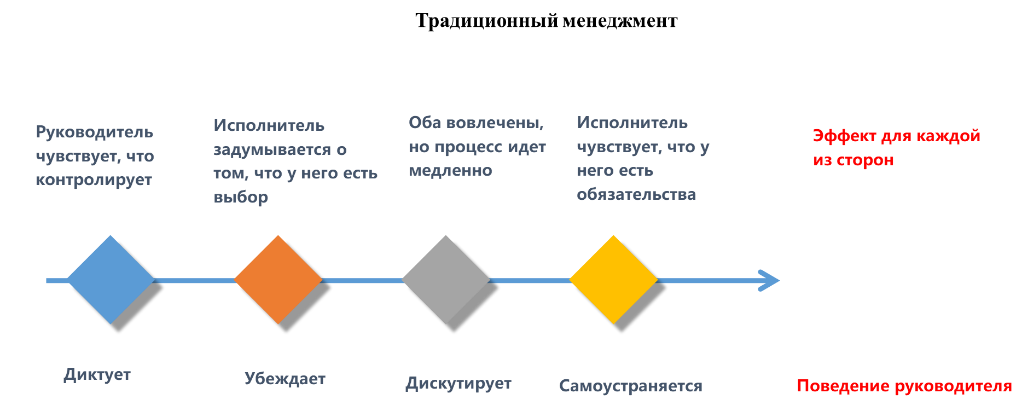 Традиционный менеджмент
Руководитель
чувствует, что
контролирует
Исполнитель
задумывается о
том, что у него есть
выбор
Оба вовлечены,
но процесс идет
медленно
Исполнитель
чувствует, что у
него есть
обязательства
Эффект для каждой
из сторон
Диктует
Убеждает
Дискутирует
Самоустраняется
Поведение руководителя